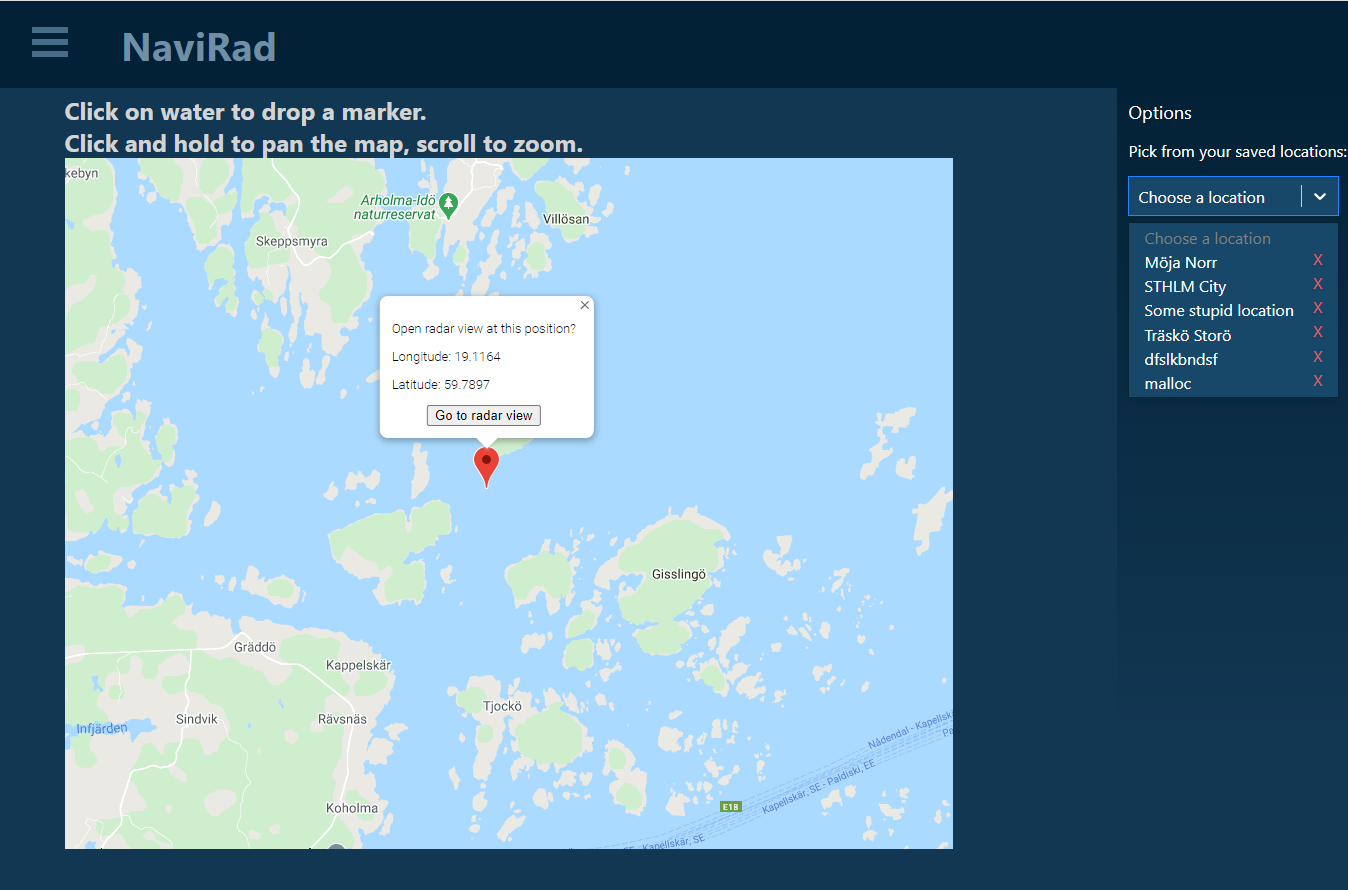 NaviRad
Click on water to drop a marker.
Click and hold to pan the map, scroll to zoom.
kebyn
Arholma-Idö
naturreservat
Villösan
Skeppsmyra
Open radar view at this position?
Longitude: 19.1164
Latitude: 59.7897
Go to radar view
Gisslingö
Gräddö
Kappelskär
Tjockö
Sindvik
Rävsnäs
Infjärden
Nådendal - Kapellskä
Pa
Kapellskär, SE - Paldiski, EE
E18
Koholma
EE - Kapellskär, SE
Options
Pick from your saved locations:
Choose a location
Choose a location
Möja Norr X
STHLM City X
Some stupid location X
Träskö Storö X
dfslkbndsf X
malloc X